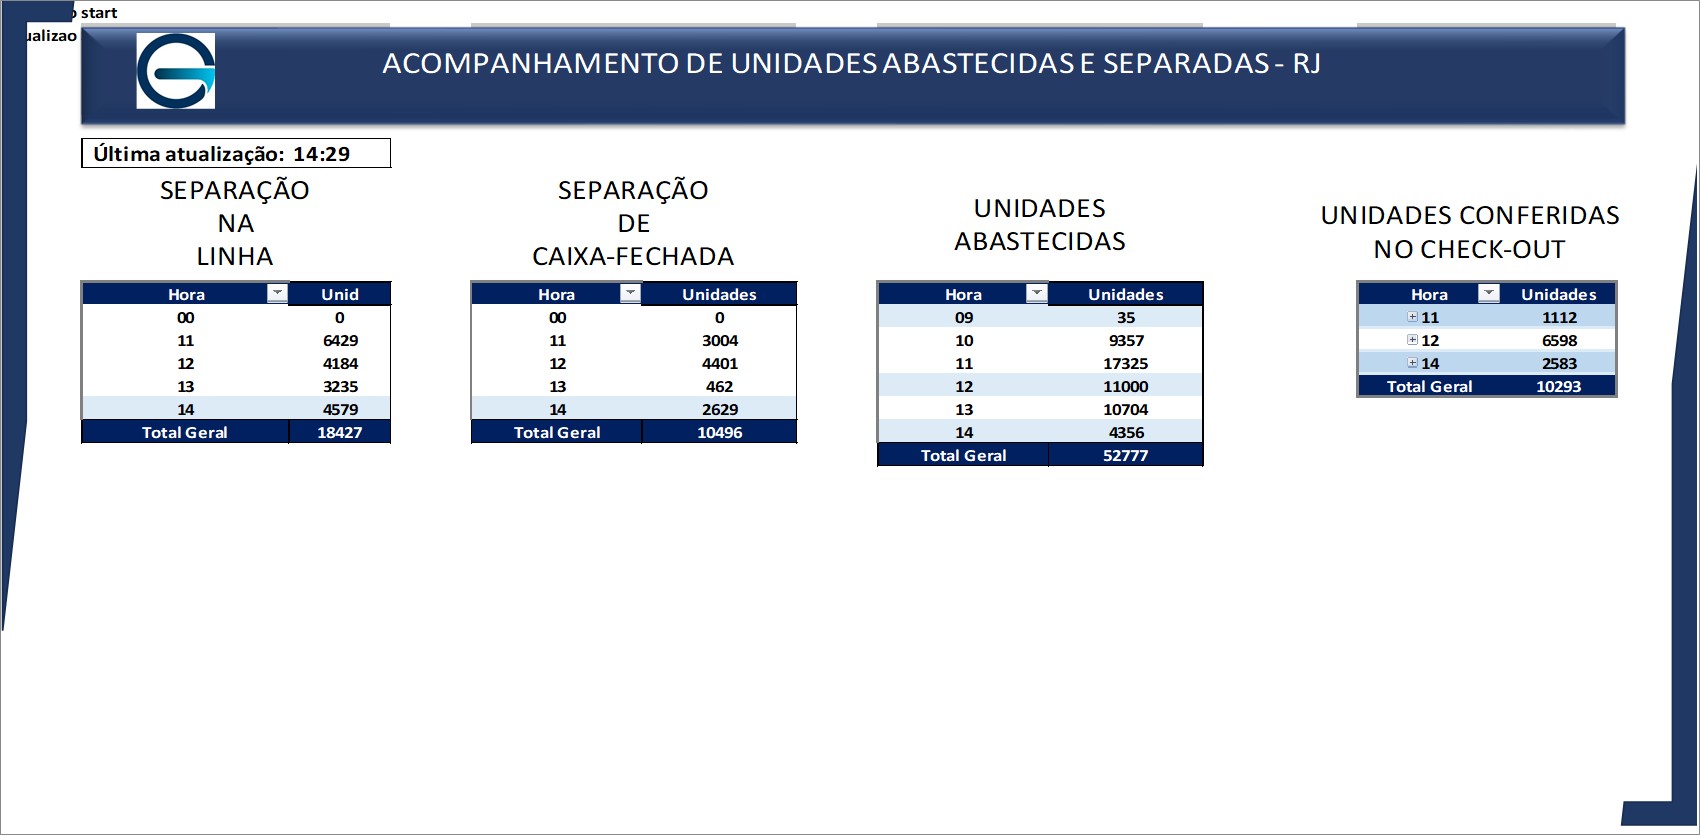 start
ACOMPANHAMENTO DE UNIDADES ABASTECIDAS E SEPARADAS - RJ
Última atualização: 14:29
SEPARAÇÃO
NA
LINHA
Hora Unid
00 0
11 6429
12 4184
13 3235
14 4579
Total Geral 18427
SEPARAÇÃO
DE
CAIXA-FECHADA
Hora Unidades
00 0
11 3004
12 4401
13 462
14 2629
Total Geral 10496
UNIDADES
ABASTECIDAS
Hora Unidades
09 35
10 9357
11 17325
12 11000
13 10704
14 4356
Total Geral 52777
UNIDADES CONFERIDAS
NO CHECK-OUT
Hora Unidades
11 1112
12 6598
14 2583
Total Geral 10293